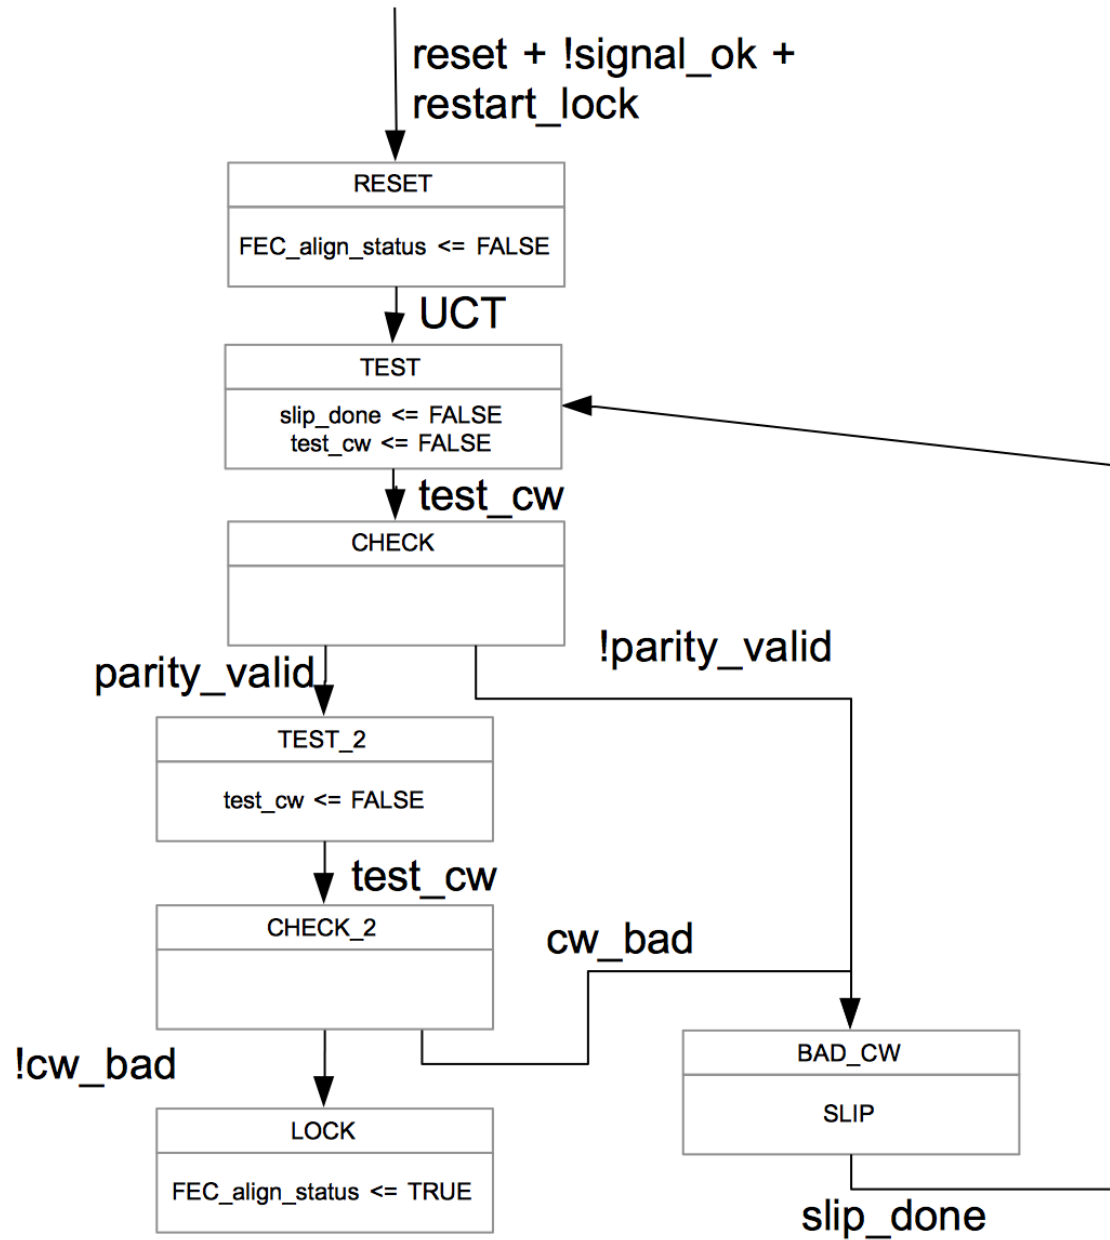 reset + !signal_ok +
restart_lock
RESET
FEC_align_status <= FALSE
UCT
TEST
slip_done <= FALSE
test_cw <= FALSE
test_cw
CHECK
parity_valid
!parity_valid
TEST_2
test_cw <= FALSE
test_cw
CHECK_2
cw_bad
!cw_bad
BAD_CW
SLIP
LOCK
FEC_align_status <= TRUE
slip_done